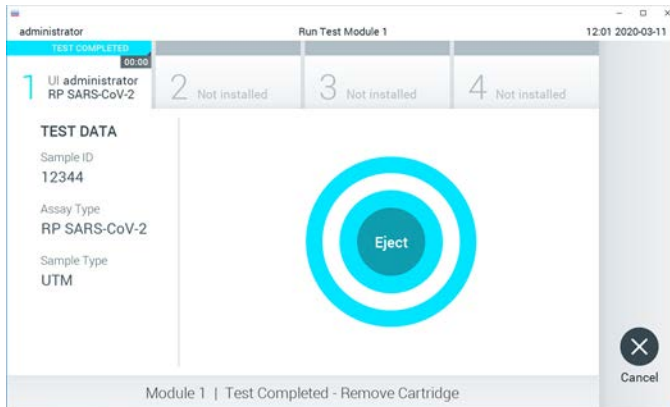 administrator Run Test Module 1 12:01 2020-03-11
TEST COMPLETED
00:00
1 UI administrator
RP SARS-CoV-2
2 Not installed
3 Not installed
4 Not installed
TEST DATA
Sample ID
12344
Assay Type
RP SARS-CoV-2
Sample Type
UTM
Eject
Cancel
Module 1 | Test Completed - Remove Cartridge